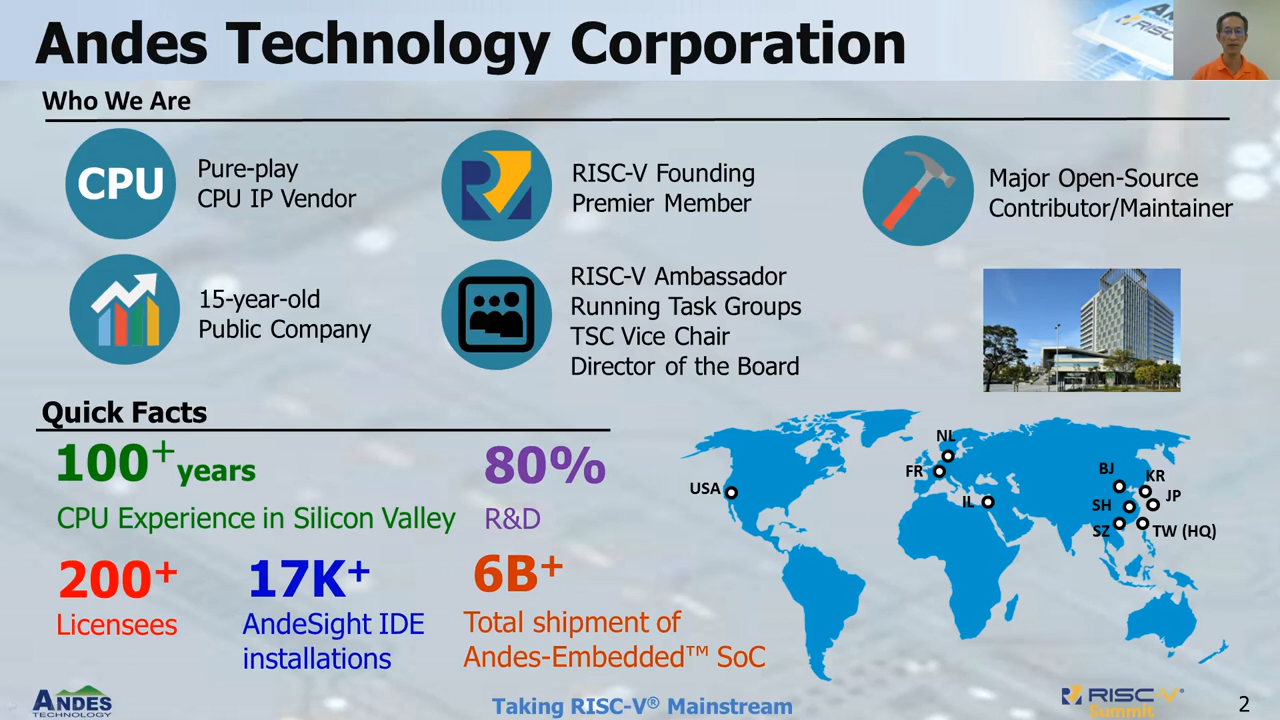 Andes Technology Corporation
Who We Are
CPU
Pure-play
CPU IP Vendor
RISC-V Founding
Premier Member
Major Open-Source
Contributor/Maintainer
15-year-old
Public Company
RISC-V Ambassador
Running Task Groups
TSC Vice Chair
Director of the Board
Quick Facts
100+ years
CPU Experience in Silicon Valley
80%
R&D
200+
Licensees
17K+
AndeSight IDE
installations
6B+
Total shipment of
Andes-Embedded™ SoC
USA
NL
FR
IL
BJ
KR
JP
SH
SZ
TW (HQ)
ANDES
TECHNOLOGY
Taking RISC-V® Mainstream
RISC-V®
Summit
2